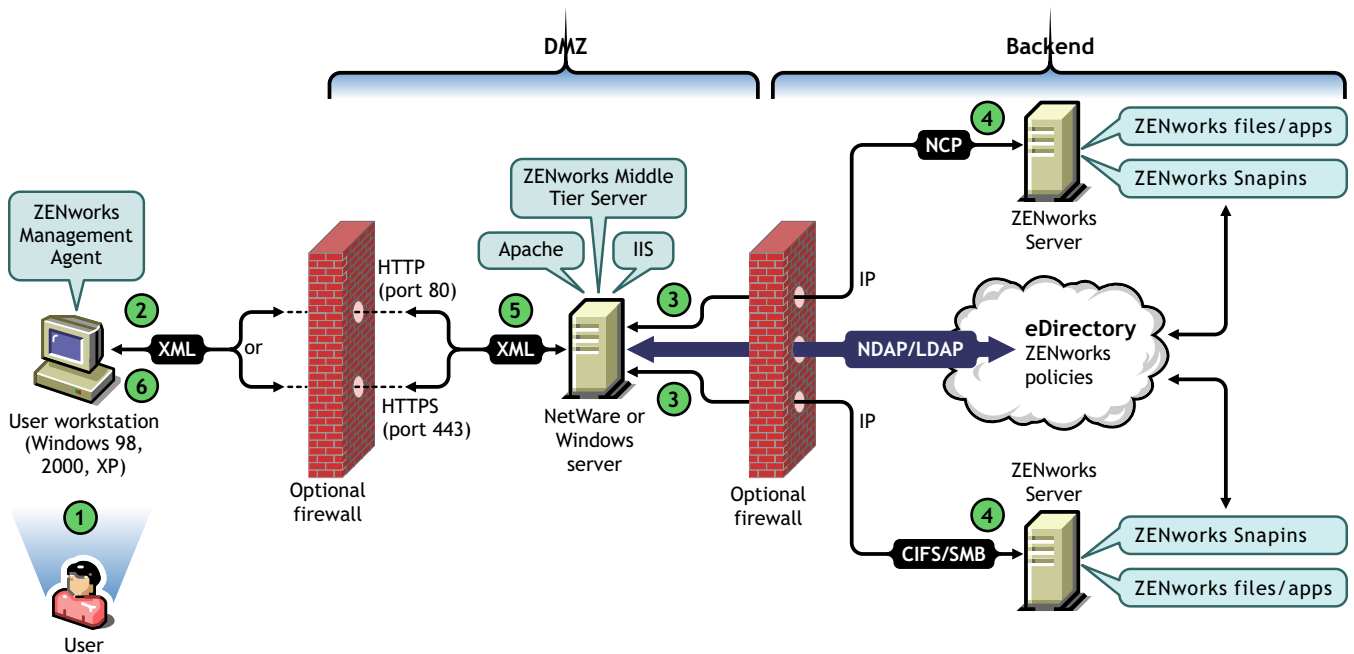 DMZ
Backend
4
NCP
ZENworks files/apps
ZENworks Snapins
ZENworks
Server
ZENworks Middle
Tier Server
Apache
IIS
ZENworks
Management
Agent
HTTP
(port 80)
IP
2
5
3
XML
or
XML
NDAP/LDAP
eDirectory
ZENworks
policies
6
3
HTTPS
(port 443)
IP
User workstation
(Windows 98,
2000, XP)
NetWare or
Windows
server
Optional
firewall
Optional
firewall
ZENworks
Server
1
4
CIFS/SMB
ZENworks Snapins
ZENworks files/apps
User